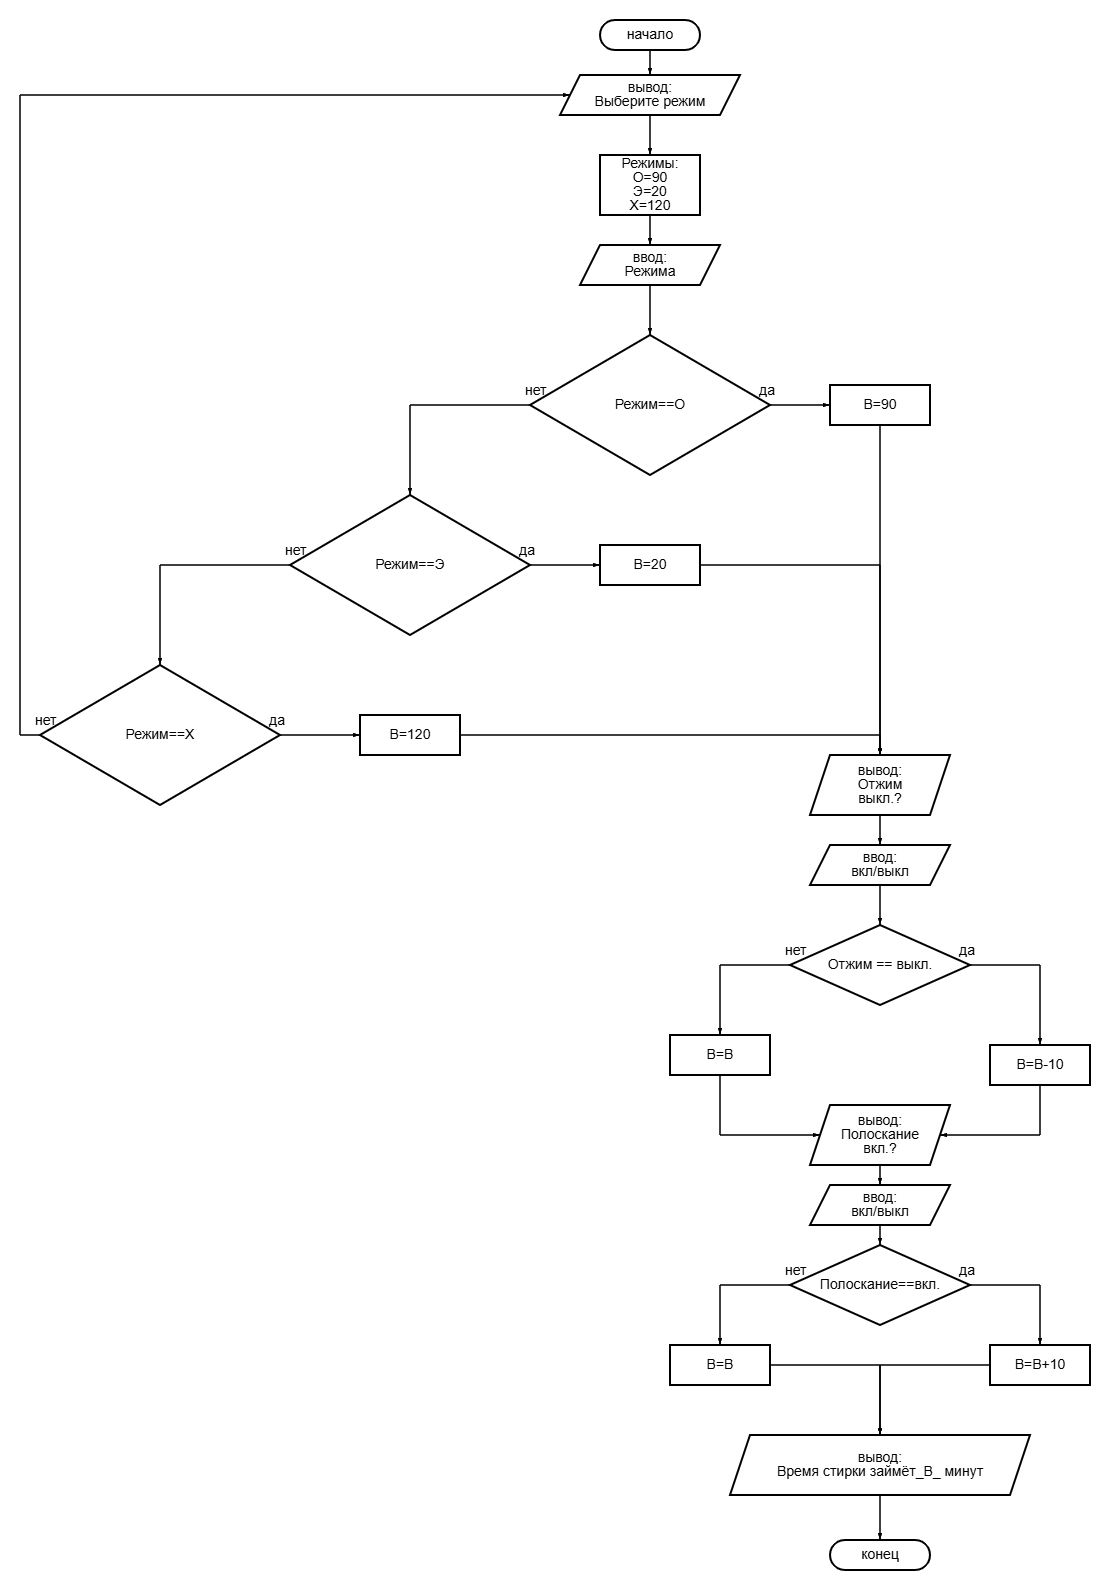 начало
вывод:
Выберите режим
Режимы:
О=90
Э=20
Х=120
ввод:
Режима
нет
да
Режим==О
В=90
нет
да
Режим==Э
В=20
нет
да
Режим==Х
В=120
вывод:
Отжим
выкл.?
ввод:
вкл/выкл
нет
да
Отжим == выкл.
В=В
В=В-10
вывод:
Полоскание
вкл.?
ввод:
вкл/выкл
нет
да
Полоскание==вкл.
В=В
В=В+10
вывод:
Время стирки займёт_В_ минут
конец